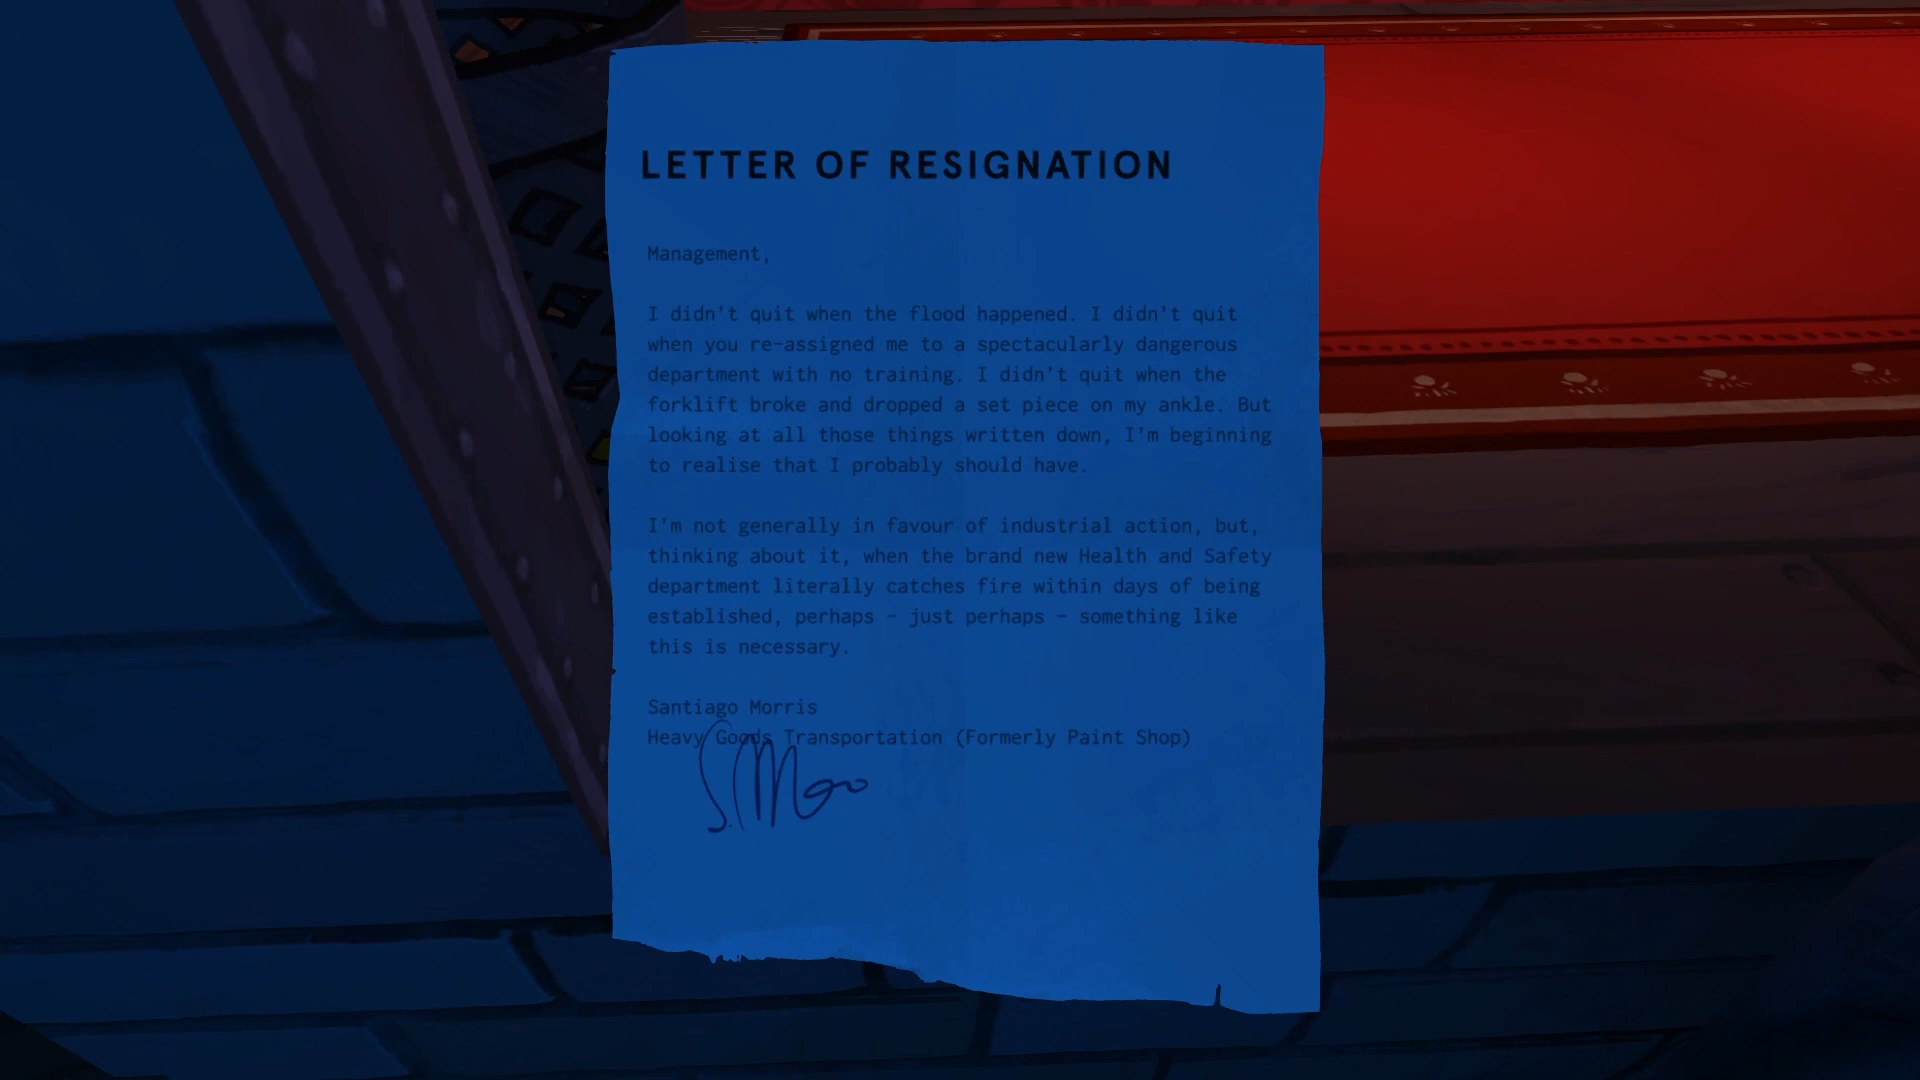 LETTER OF RESIGNATION
Management,
I didn't quit when the flood happened. I didn't quit
when you re-assigned me to a spectacularly dangerous
department with no training. I didn't quit when the
forklift broke and dropped a set piece on my ankle. But
looking at all those things written down, I'm beginning
to realise that I probably should have.
I'm not generally in favour of industrial action, but,
thinking about it, when the brand new Health and Safety
department literally catches fire within days of being
established, perhaps - just perhaps - something like
this is necessary.
Santiago Morris
Heavy Goods Transportation (Formerly Paint Shop)